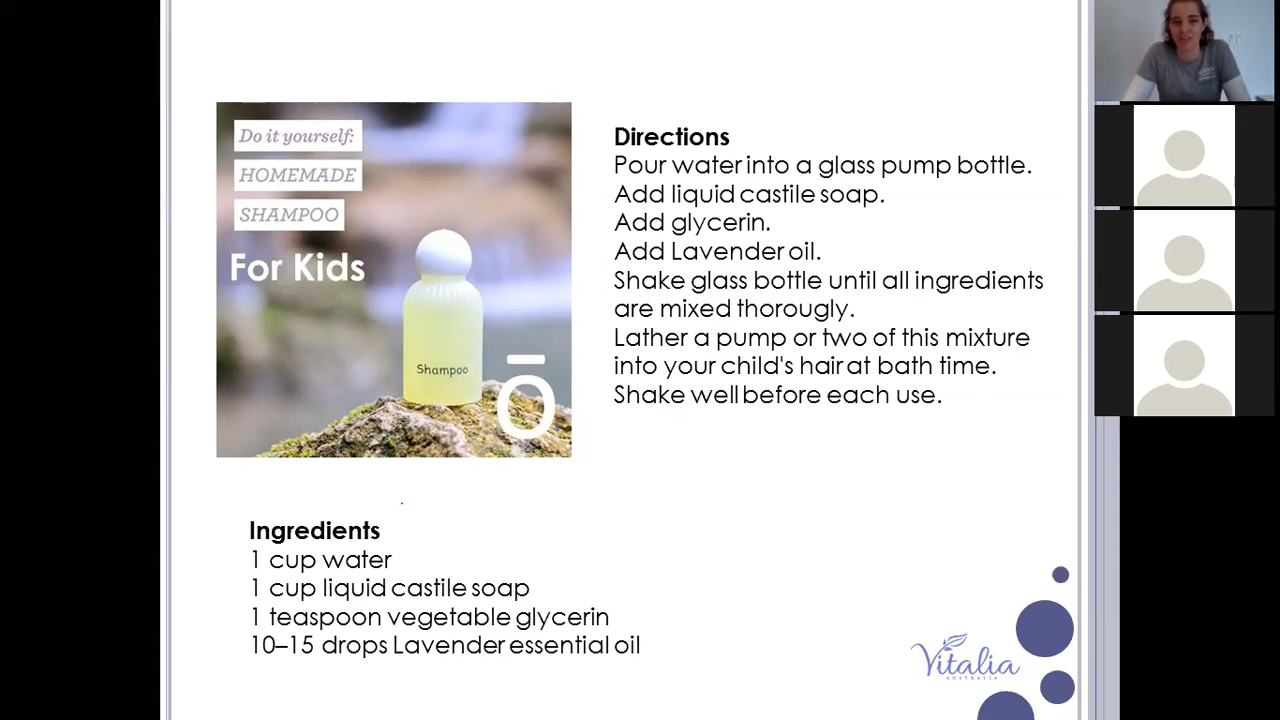 Do it yourself:
HOMEMADE
SHAMPOO
For Kids
Shampoo
Directions
Pour water into a glass pump bottle.
Add liquid castile soap.
Add glycerin.
Add Lavender oil.
Shake glass bottle until all ingredients
are mixed thorougly.
Lather a pump or two of this mixture
into your child's hair at bath time.
Shake well before each use.
Ingredients
1 cup water
1 cup liquid castile soap
1 teaspoon vegetable glycerin
10–15 drops Lavender essential oil
Vitalia
AUSTRALIA